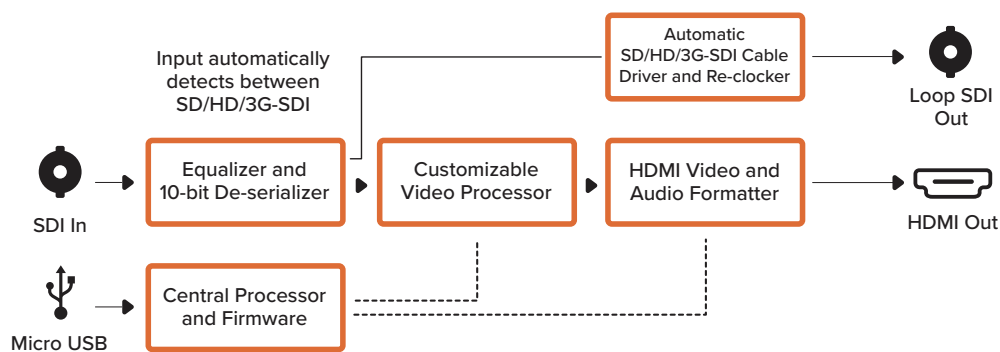 Input automatically
detects between
SD/HD/3G-SDI
Automatic
SD/HD/3G-SDI Cable
Driver and Re-clocker
Loop SDI
Out
SDI In
Equalizer and
10-bit De-serializer
Customizable
Video Processor
HDMI Video and
Audio Formatter
HDMI Out
Micro USB
Central Processor
and Firmware